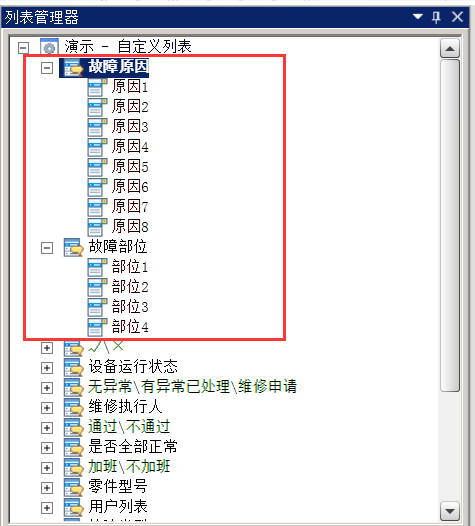 列表管理器
演示 - 自定义列表
故障原因
原因1
原因2
原因3
原因4
原因5
原因6
原因7
原因8
故障部位
部位1
部位2
部位3
部位4
✓\×
设备运行状态
无异常\有异常已处理\维修申请
维修执行人
通过\不通过
是否全部正常
加班\不加班
零件型号
用户列表